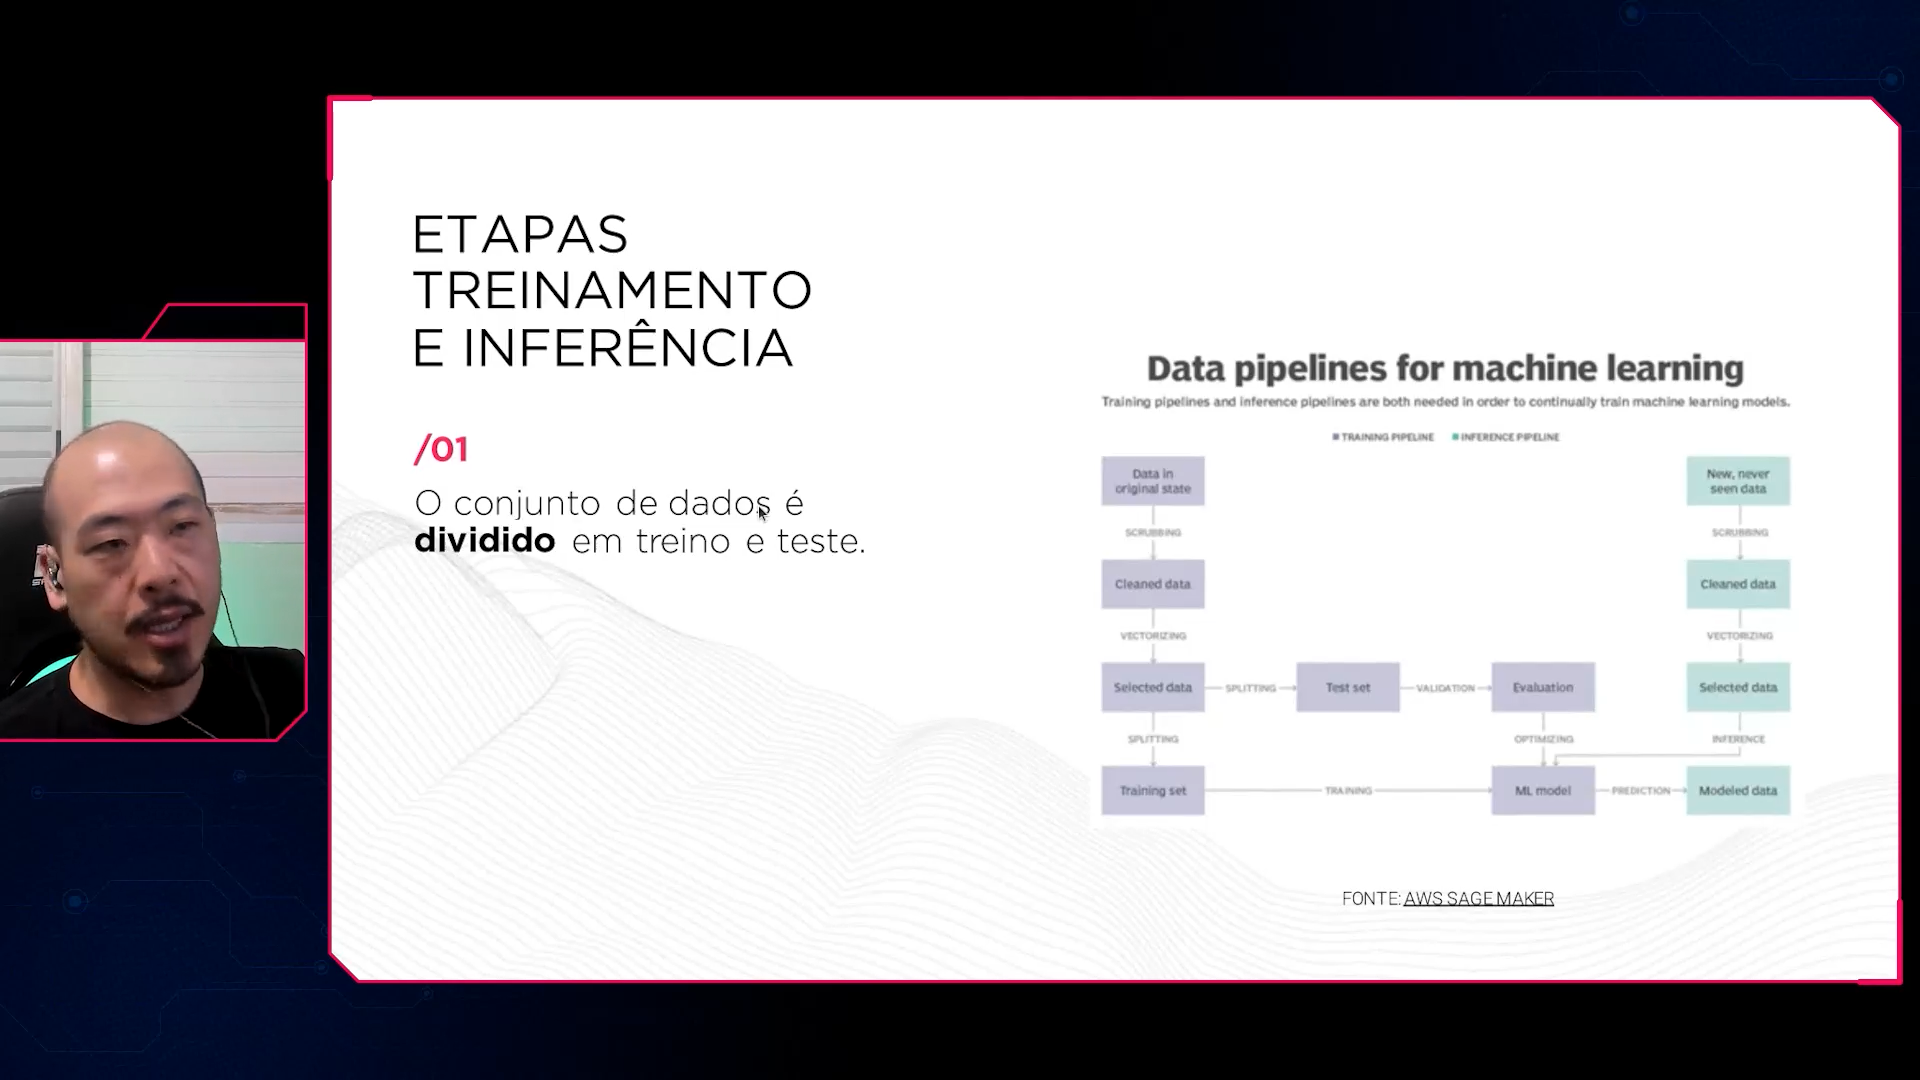 ETAPAS
TREINAMENTO
E INFERÊNCIA
/01
O conjunto de dados é
dividido em treino e teste.
Data pipelines for machine learning
Training pipelines and inference pipelines are both needed in order to continually train machine learning models.
TRAINING PIPELINE INFERENCE PIPELINE
Data in
original state
New, never
seen data
SCRUBBING SCRUBBING
Cleaned data Cleaned data
VECTORIZING VECTORIZING
Selected data SPLITTING Test set VALIDATION Evaluation Selected data
SPLITTING OPTIMIZING INFERENCE
Training set TRAINING ML model PREDICTION Modeled data
FONTE: AWS SAGE MAKER